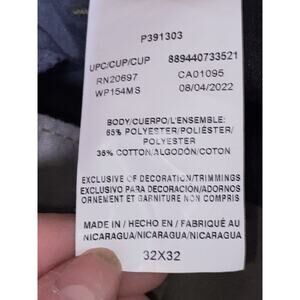 P391303
UPC/CUP/CUP 889440733521
RN20697 CA01095
WP154MS 08/04/2022
BODY/CUERPO/L'ENSEMBLE:
65% POLYESTER/POLIÉSTER/
POLYESTER
35% COTTON/ALGODÓN/COTON
EXCLUSIVE OF DECORATION/TRIMMINGS
EXCLUSIVO PARA DECORACIÓN/ADORNOS
ORNEMENT ET GARNITURE NON COMPRIS
MADE IN / HECHO EN / FABRIQUÉ AU
NICARAGUA/NICARAGUA/NICARAGUA
32X32